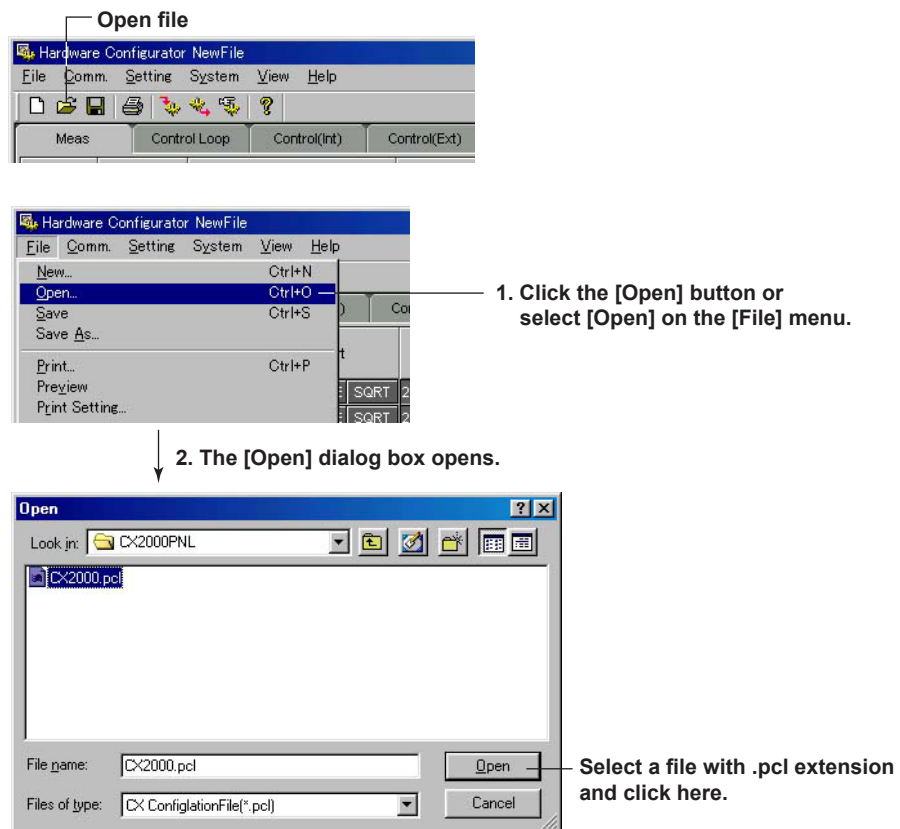 Open file
Hardware Configurator NewFile
File Comm. Setting System View Help
Meas Control Loop Control(Int) Control(Ext)
Hardware Configurator NewFile
File Comm. Setting System View Help
New... Ctrl+N
Open... Ctrl+O
Save Ctrl+S
Save As...
Print... Ctrl+P
Preview
Print Setting...
SQRT 2
SQRT 2
1. Click the [Open] button or
select [Open] on the [File] menu.
2. The [Open] dialog box opens.
Open
Look in: CX2000PNL
CX2000.pcl
File name: CX2000.pcl Open
Files of type: CX ConfiglationFile(*.pcl) Cancel
Select a file with .pcl extension
and click here.